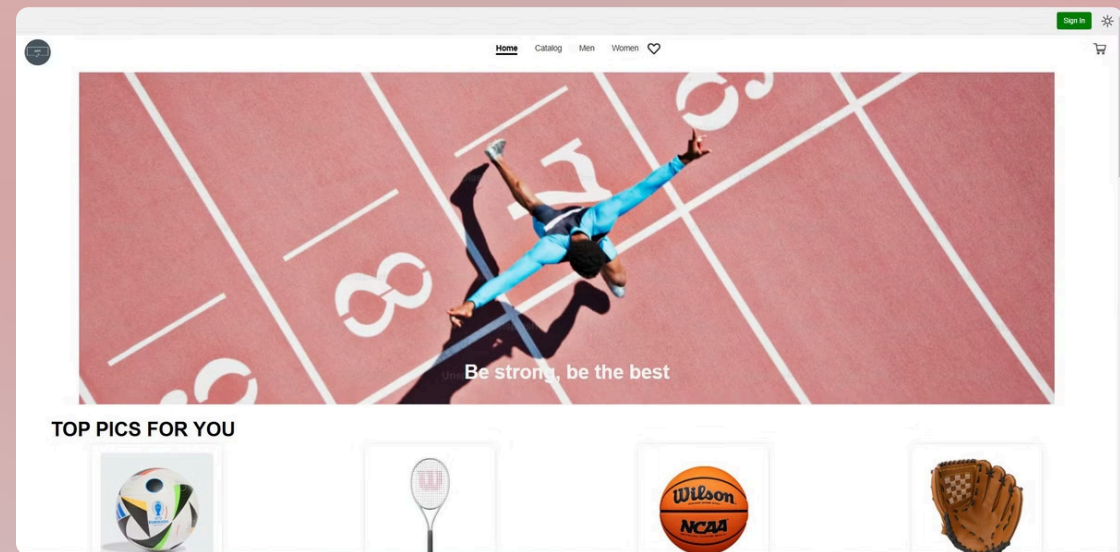 Sign In
Home Catalog Men Women
Be strong, be the best
TOP PICS FOR YOU
W
Wilson
NCAA